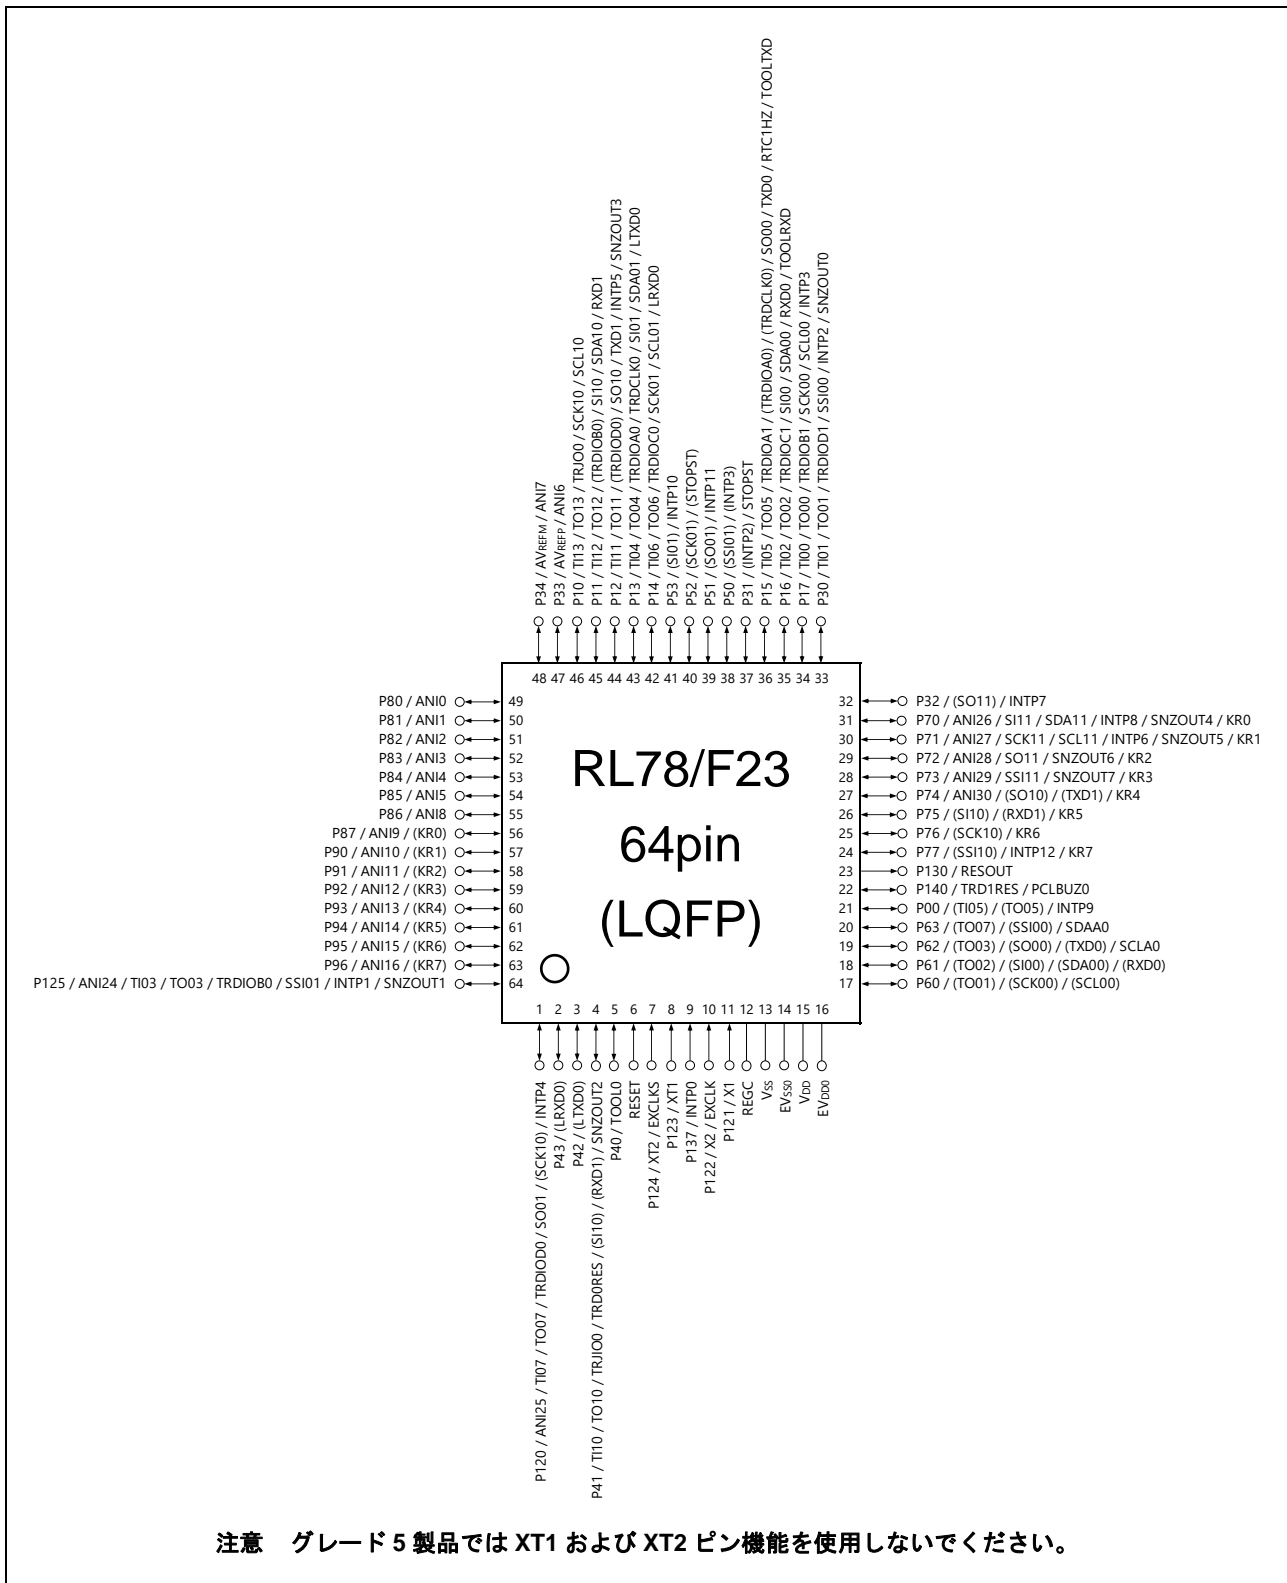 P34 / AVREFM / ANI7
P33 / AVREFP / ANI6
P10 / TI13 / TO13 / TRJO0 / SCK10 / SCL10
P11 / TI12 / TO12 / (TRDIOB0) / SI10 / SDA10 / RXD1
P12 / TI11 / TO11 / (TRDIOD0) / SO10 / TXD1 / INTP5 / SNZOUT3
P13 / TI04 / TO04 / TRDIOA0 / TRDCLK0 / SI01 / SDA01 / LTXD0
P14 / TI06 / TO06 / TRDIOC0 / SCK01 / SCL01 / LRXD0
P53 / (SI01) / INTP10
P52 / (SCK01) / (STOPST)
P51 / (SO01) / INTP11
P50 / (SSI01) / (INTP3)
P31 / (INTP2) / STOPST
P15 / TI05 / TO05 / TRDIOA1 / (TRDIOA0) / (TRDCLK0) / SO00 / TXD0 / RTC1HZ / TOOLTXD
P16 / TI02 / TO02 / TRDIOC1 / SI00 / SDA00 / RXD0 / TOOLRXD
P17 / TI00 / TO00 / TRDIOB1 / SCK00 / SCL00 / INTP3
P30 / TI01 / TO01 / TRDIOD1 / SSI00 / INTP2 / SNZOUT0
48 47 46 45 44 43 42 41 40 39 38 37 36 35 34 33
P80 / ANI0 49
P81 / ANI1 50
P82 / ANI2 51
P83 / ANI3 52
P84 / ANI4 53
P85 / ANI5 54
P86 / ANI8 55
P87 / ANI9 / (KR0) 56
P90 / ANI10 / (KR1) 57
P91 / ANI11 / (KR2) 58
P92 / ANI12 / (KR3) 59
P93 / ANI13 / (KR4) 60
P94 / ANI14 / (KR5) 61
P95 / ANI15 / (KR6) 62
P96 / ANI16 / (KR7) 63
P125 / ANI24 / TI03 / TO03 / TRDIOB0 / SSI01 / INTP1 / SNZOUT1 64
RL78/F23
64pin
(LQFP)
32 P32 / (SO11) / INTP7
31 P70 / ANI26 / SI11 / SDA11 / INTP8 / SNZOUT4 / KR0
30 P71 / ANI27 / SCK11 / SCL11 / INTP6 / SNZOUT5 / KR1
29 P72 / ANI28 / SO11 / SNZOUT6 / KR2
28 P73 / ANI29 / SSI11 / SNZOUT7 / KR3
27 P74 / ANI30 / (SO10) / (TXD1) / KR4
26 P75 / (SI10) / (RXD1) / KR5
25 P76 / (SCK10) / KR6
24 P77 / (SSI10) / INTP12 / KR7
23 P130 / RESOUT
22 P140 / TRD1RES / PCLBUZ0
21 P00 / (TI05) / (TO05) / INTP9
20 P63 / (TO07) / (SSI00) / SDAA0
19 P62 / (TO03) / (SO00) / (TXD0) / SCLA0
18 P61 / (TO02) / (SI00) / (SDA00) / (RXD0)
17 P60 / (TO01) / (SCK00) / (SCL00)
1 2 3 4 5 6 7 8 9 10 11 12 13 14 15 16
P120 / ANI25 / TI07 / TO07 / TRDIOD0 / SO01 / (SCK10) / INTP4
P43 / (LRXD0)
P42 / (LTXD0)
P41 / TI10 / TO10 / TRJIO0 / TRD0RES / (SI10) / (RXD1) / SNZOUT2
P40 / TOOL0
RESET
P124 / XT2 / EXCLKS
P123 / XT1
P137 / INTP0
P122 / X2 / EXCLK
P121 / X1
REGC
VSS
EVSS0
VDD
EVDD0
注意 グレード 5 製品では XT1 および XT2 ピン機能を使用しないでください。